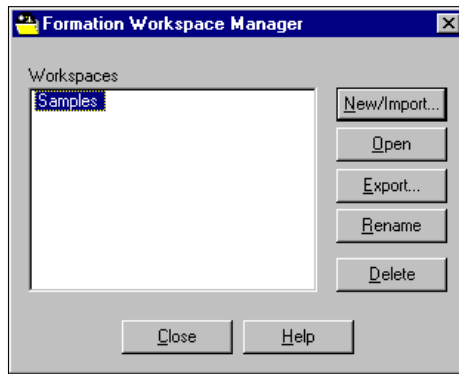 Formation Workspace Manager
Workspaces
Samples
New/Import...
Open
Export...
Rename
Delete
Close
Help